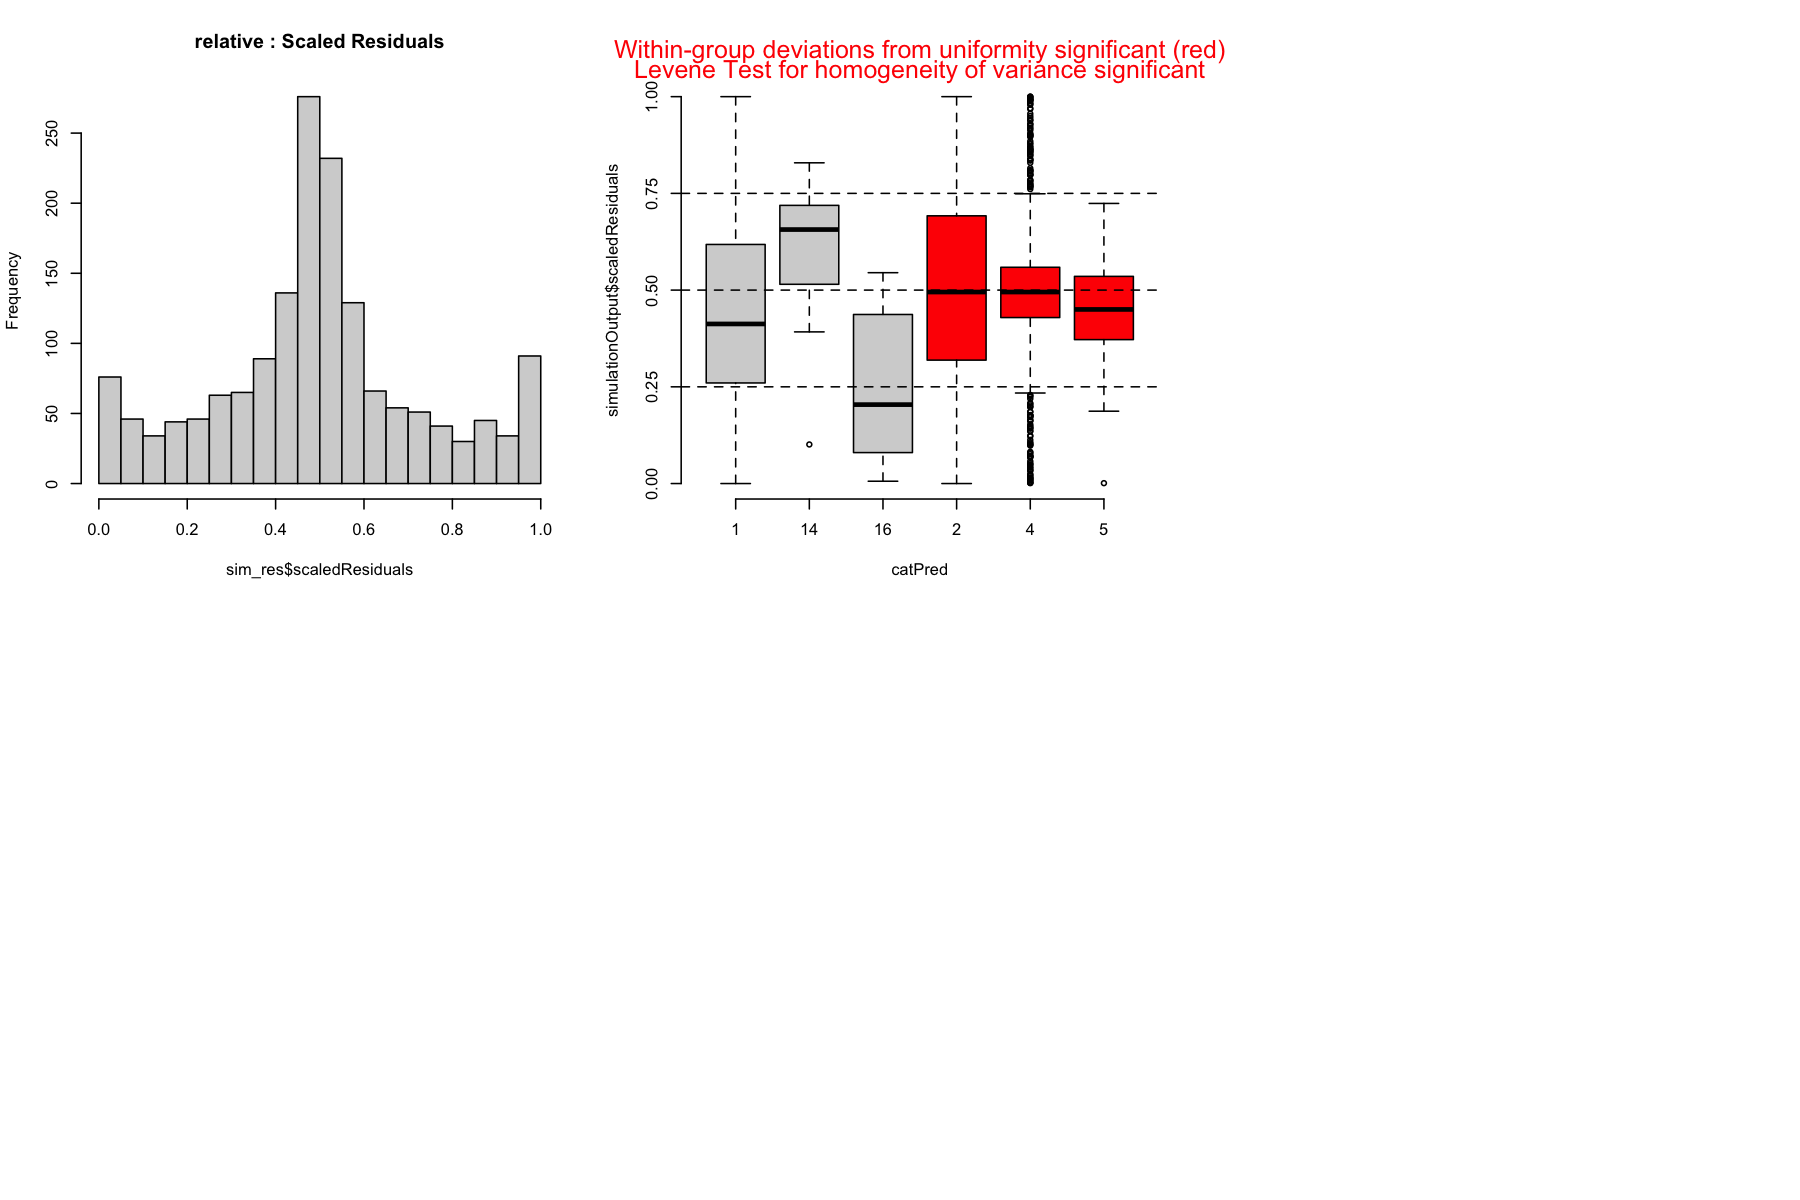 relative : Scaled Residuals
Frequency
0
50
100
150
200
250
0.0 0.2 0.4 0.6 0.8 1.0
sim_res$scaledResiduals
Within-group deviations from uniformity significant (red)
Levene Test for homogeneity of variance significant
simulationOutput$scaledResiduals
0.00
0.25
0.50
0.75
1.00
1 14 16 2 4 5
catPred